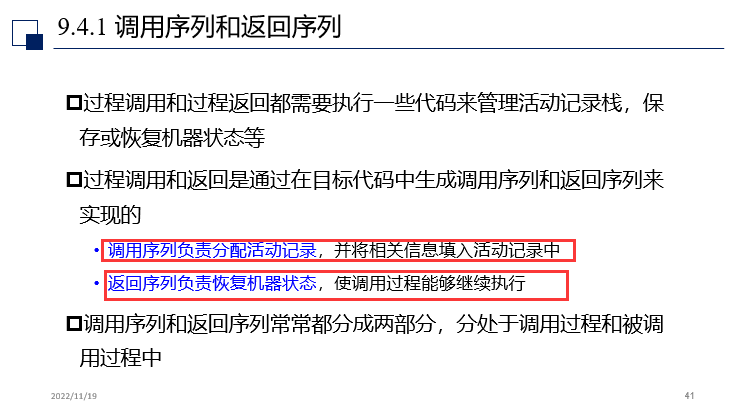 9.4.1 调用序列和返回序列
过程调用和过程返回都需要执行一些代码来管理活动记录栈，保
存或恢复机器状态等
过程调用和返回是通过在目标代码中生成调用序列和返回序列来
实现的
• 调用序列负责分配活动记录，并将相关信息填入活动记录中
• 返回序列负责恢复机器状态，使调用过程能够继续执行
调用序列和返回序列常常都分成两部分，分处于调用过程和被调
用过程中
2022/11/19
41